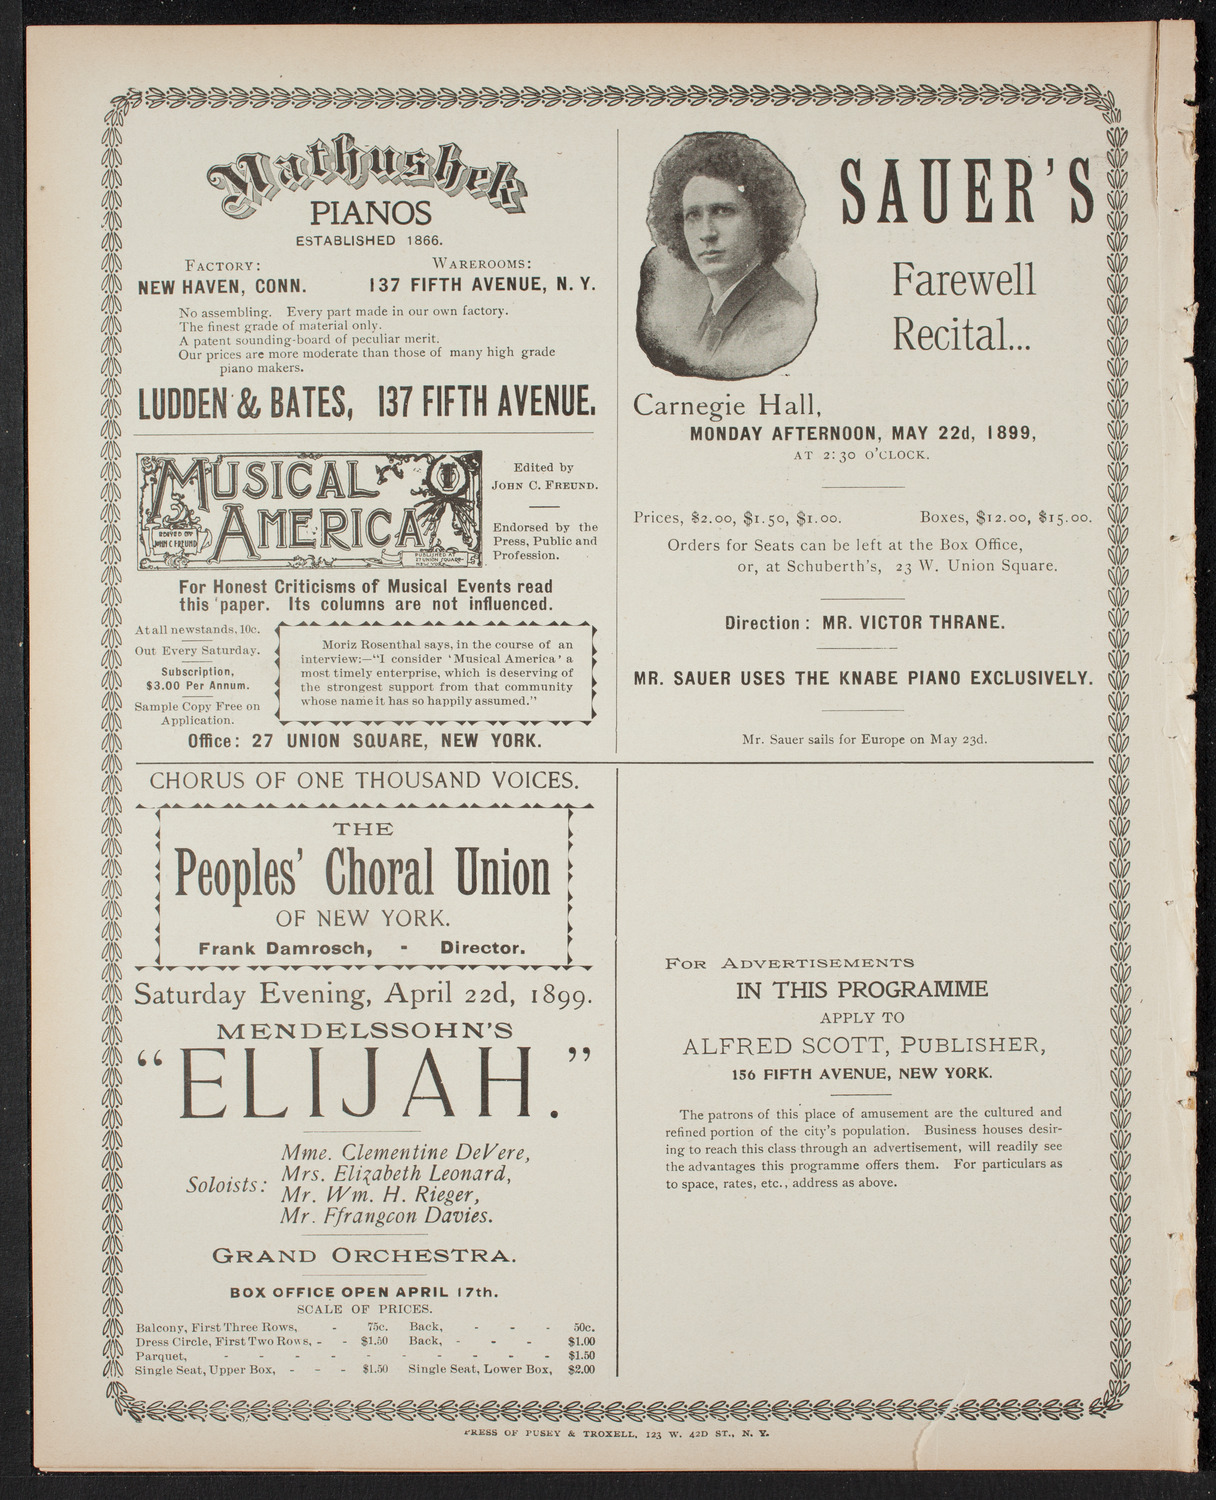 Mathushek
PIANOS
ESTABLISHED 1866.
FACTORY: WAREROOMS:
NEW HAVEN, CONN. 137 FIFTH AVENUE, N. Y.
No assembling. Every part made in our own factory.
The finest grade of material only.
A patent sounding-board of peculiar merit.
Our prices are more moderate than those of many high grade
piano makers.
LUDDEN & BATES, 137 FIFTH AVENUE.
MUSICAL
AMERICA
EDITED BY
JOHN C FREUND
PUBLISHED AT
27 UNION SQUARE
NEW YORK
Edited by
JOHN C. FREUND.
Endorsed by the
Press, Public and
Profession.
For Honest Criticisms of Musical Events read
this paper. Its columns are not influenced.
At all newstands, 10c.
Out Every Saturday.
Subscription,
$3.00 Per Annum.
Sample Copy Free on
Application.
Moriz Rosenthal says, in the course of an
interview:—"I consider 'Musical America' a
most timely enterprise, which is deserving of
the strongest support from that community
whose name it has so happily assumed."
Office: 27 UNION SQUARE, NEW YORK.
SAUER'S
Farewell
Recital...
Carnegie Hall,
MONDAY AFTERNOON, MAY 22d, 1899,
AT 2:30 O'CLOCK.
Prices, $2.00, $1.50, $1.00. Boxes, $12.00, $15.00.
Orders for Seats can be left at the Box Office,
or, at Schuberth's, 23 W. Union Square.
Direction: MR. VICTOR THRANE.
MR. SAUER USES THE KNABE PIANO EXCLUSIVELY.
Mr. Sauer sails for Europe on May 23d.
CHORUS OF ONE THOUSAND VOICES.
THE
Peoples' Choral Union
OF NEW YORK.
Frank Damrosch, - Director.
Saturday Evening, April 22d, 1899.
MENDELSSOHN'S
"ELIJAH."
Soloists:
Mme. Clementine DeVere,
Mrs. Elizabeth Leonard,
Mr. Wm. H. Rieger,
Mr. Ffrangcon Davies.
GRAND ORCHESTRA.
BOX OFFICE OPEN APRIL 17th.
SCALE OF PRICES.
Balcony, First Three Rows, - 75c. Back, - - - 50c.
Dress Circle, First Two Rows, - - $1.50 Back, - - - - $1.00
Parquet, - - - - - - - - - - $1.50
Single Seat, Upper Box, - - - $1.50 Single Seat, Lower Box, $2.00
FOR ADVERTISEMENTS
IN THIS PROGRAMME
APPLY TO
ALFRED SCOTT, PUBLISHER,
156 FIFTH AVENUE, NEW YORK.
The patrons of this place of amusement are the cultured and
refined portion of the city's population. Business houses desir-
ing to reach this class through an advertisement, will readily see
the advantages this programme offers them. For particulars as
to space, rates, etc., address as above.
PRESS OF PUSEY & TROXELL, 123 W. 42D ST., N. Y.